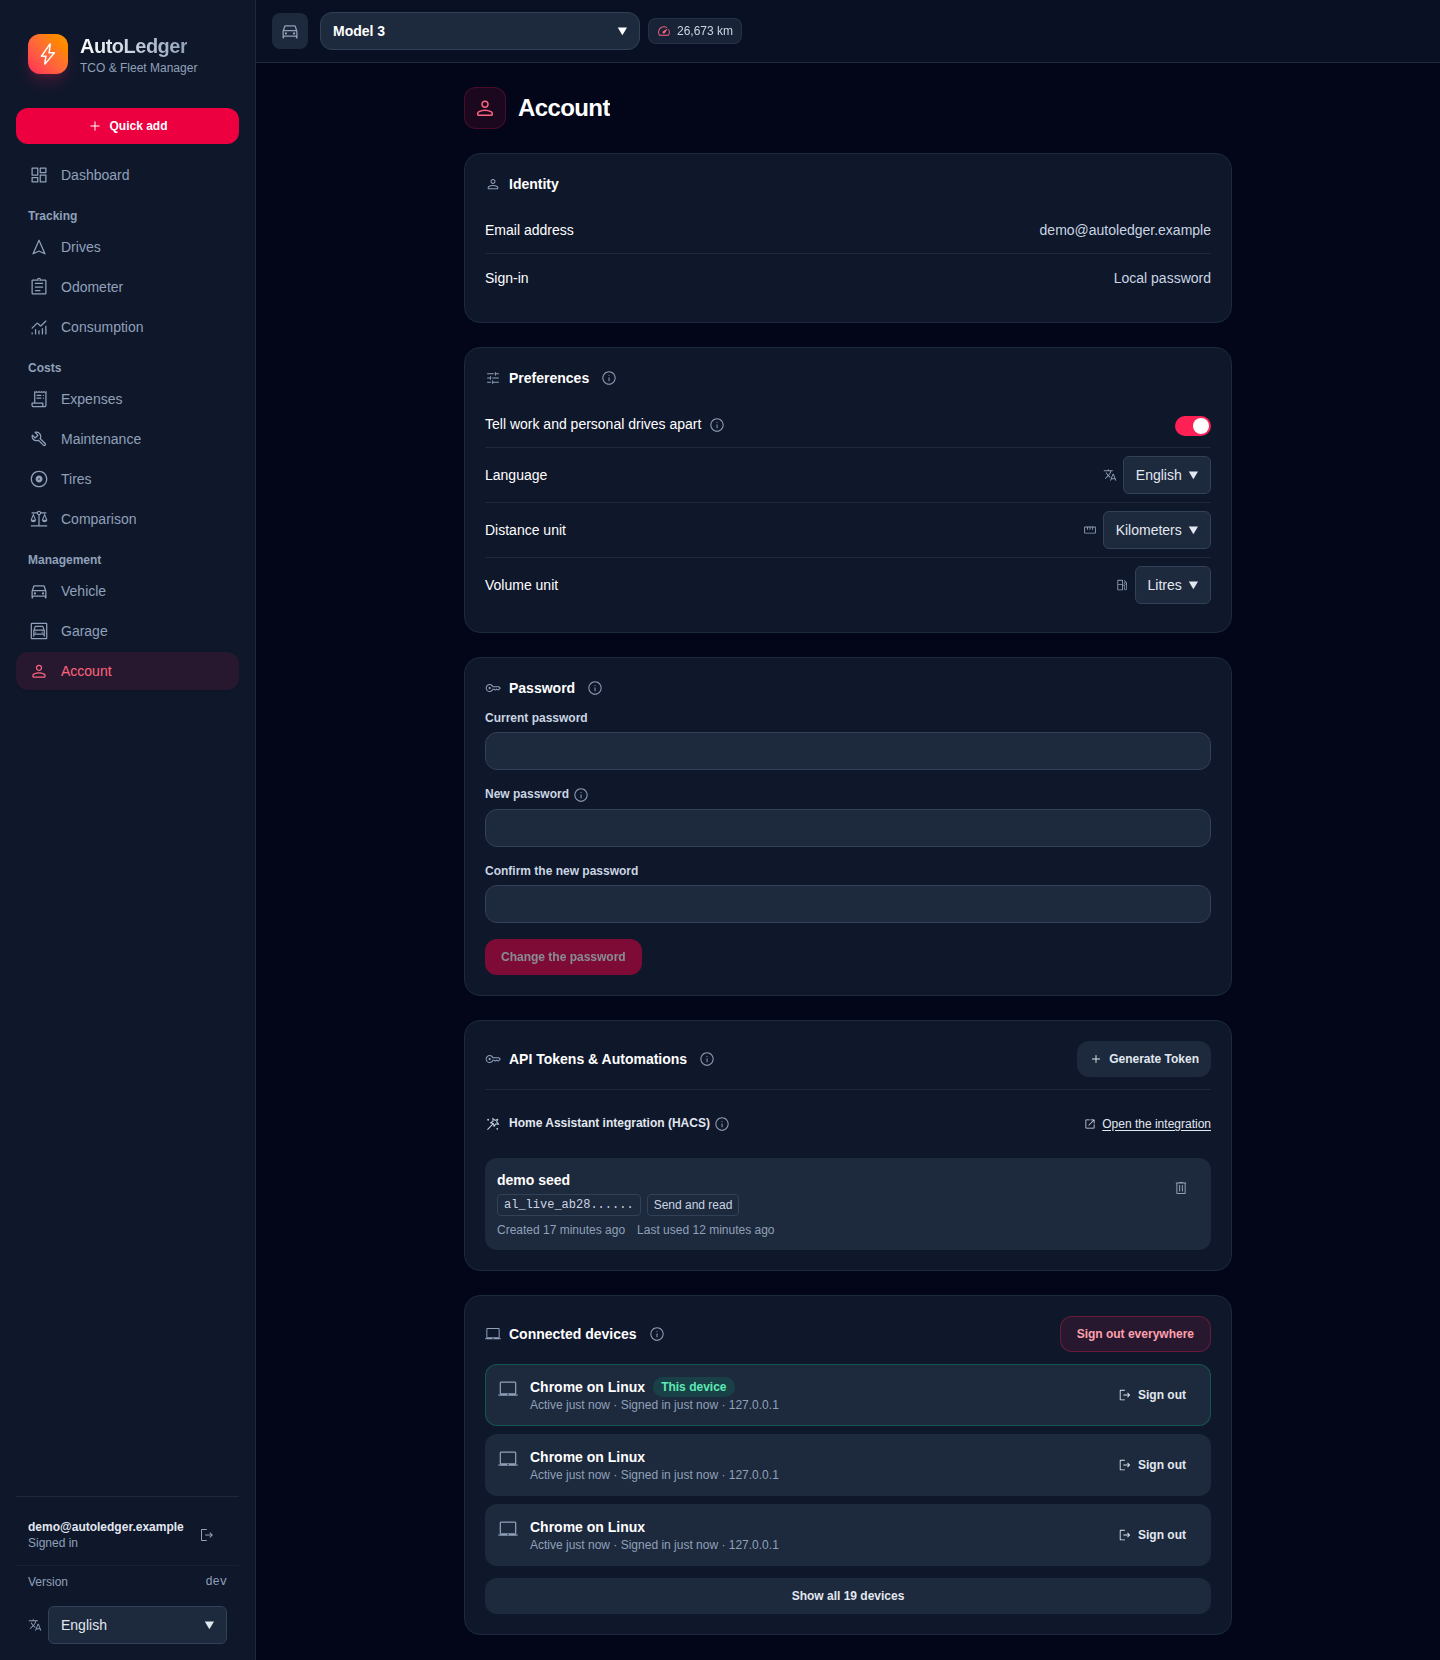 AutoLedger
TCO & Fleet Manager
Quick add
Dashboard
Tracking
Drives
Odometer
Consumption
Costs
Expenses
Maintenance
Tires
Comparison
Management
Vehicle
Garage
Account
demo@autoledger.example
Signed in
Version dev
English
Model 3
26,673 km
Account
Identity
Email address demo@autoledger.example
Sign-in Local password
Preferences
Tell work and personal drives apart
Language English
Distance unit Kilometers
Volume unit Litres
Password
Current password
New password
Confirm the new password
Change the password
API Tokens & Automations
Generate Token
Home Assistant integration (HACS)
Open the integration
demo seed
al_live_ab28...... Send and read
Created 17 minutes ago Last used 12 minutes ago
Connected devices
Sign out everywhere
Chrome on Linux This device
Active just now · Signed in just now · 127.0.0.1
Sign out
Chrome on Linux
Active just now · Signed in just now · 127.0.0.1
Sign out
Chrome on Linux
Active just now · Signed in just now · 127.0.0.1
Sign out
Show all 19 devices